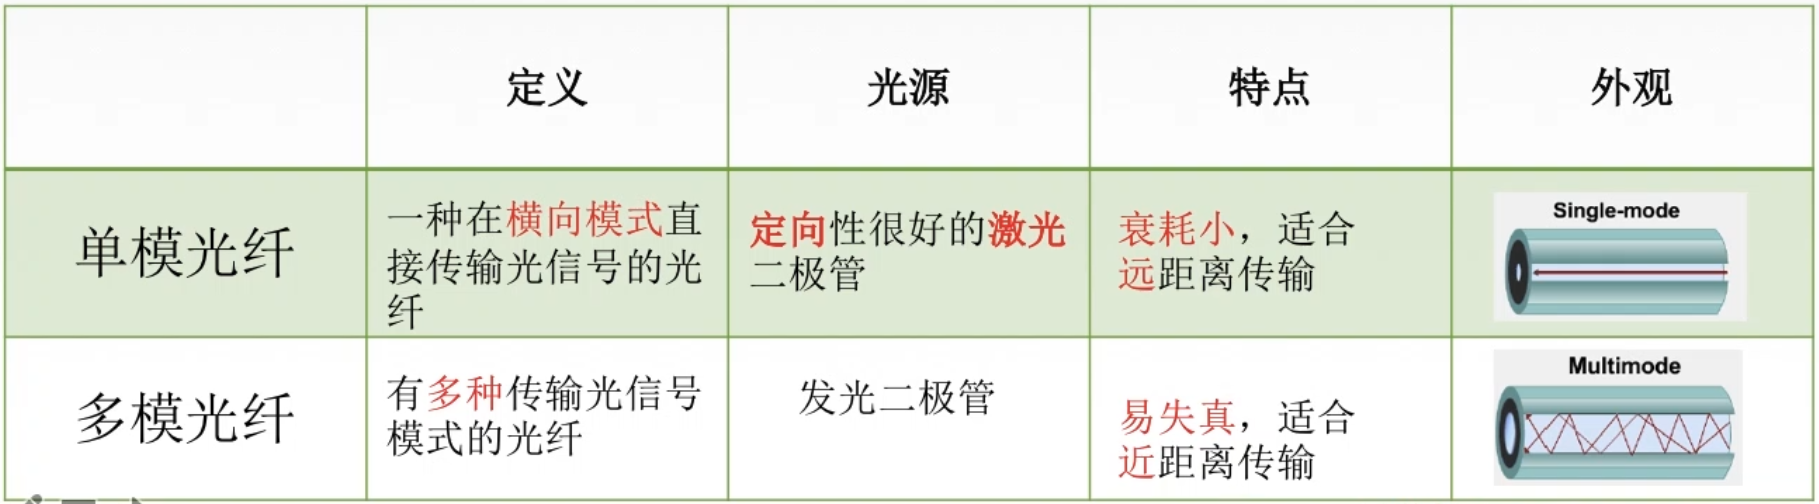 定义
光源
特点
外观
单模光纤
一种在横向模式直
接传输光信号的光
纤
定向性很好的激光
二极管
衰耗小，适合
远距离传输
Single-mode
多模光纤
有多种传输光信号
模式的光纤
发光二极管
易失真，适合
近距离传输
Multimode